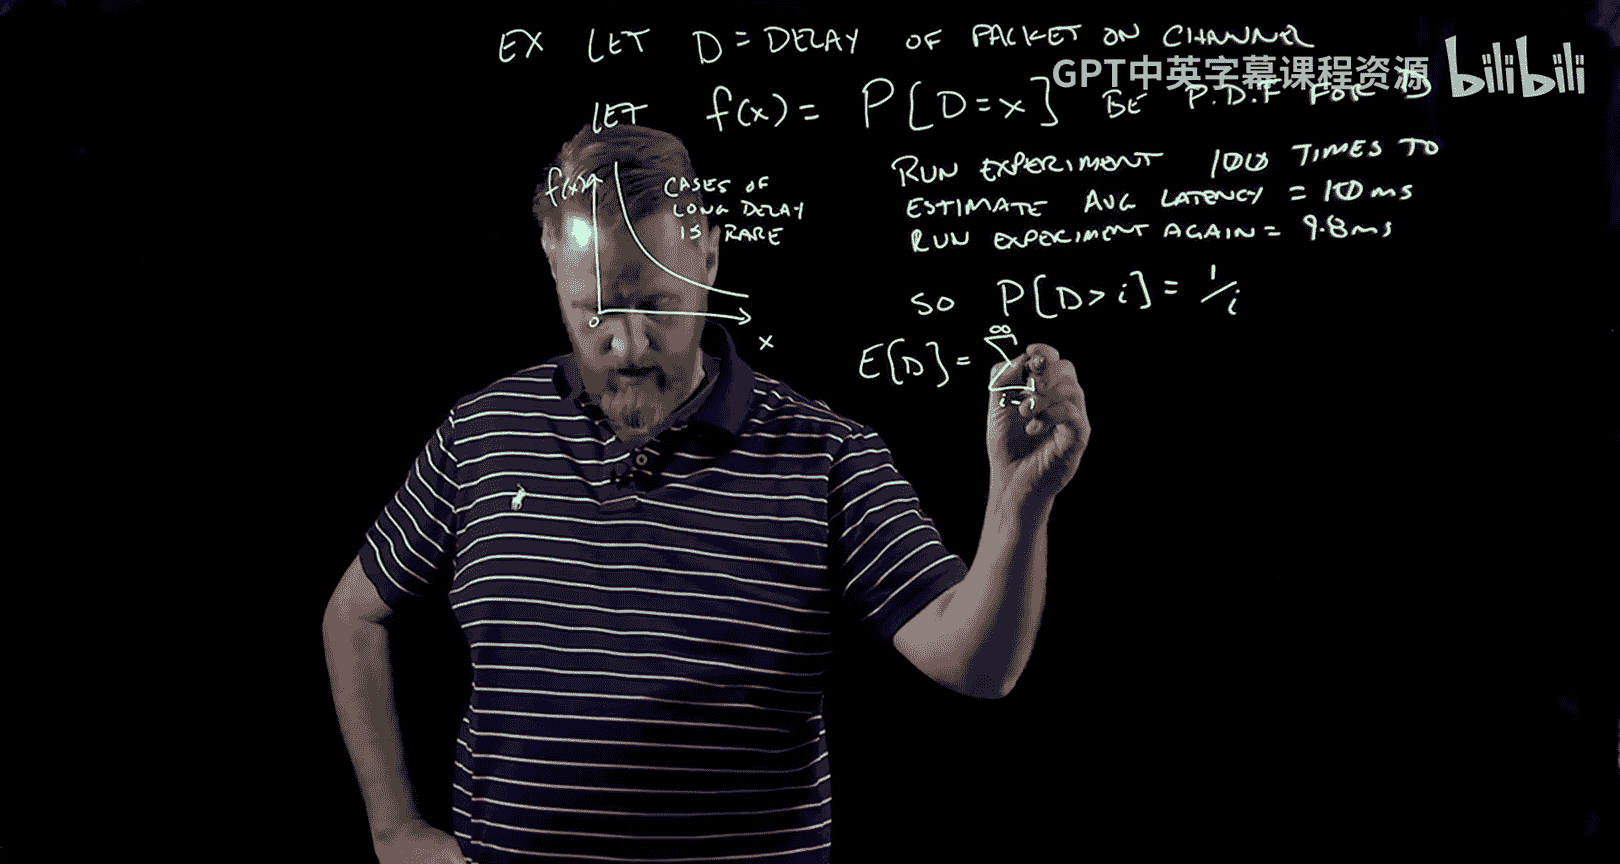 EX LET D = DELAY OF PACKET ON CHANNEL
GPT中英字幕课程资源 bilibili
LET f(x) = P[D=x] BE P.D.F FOR D
f(x)
CASES OF
LONG DELAY
IS RARE
0
x
RUN EXPERIMENT 100 TIMES TO
ESTIMATE AVG LATENCY = 10ms
RUN EXPERIMENT AGAIN = 9.8ms
SO P[D>i] = 1/i
E[D] = ∞ Σ i=